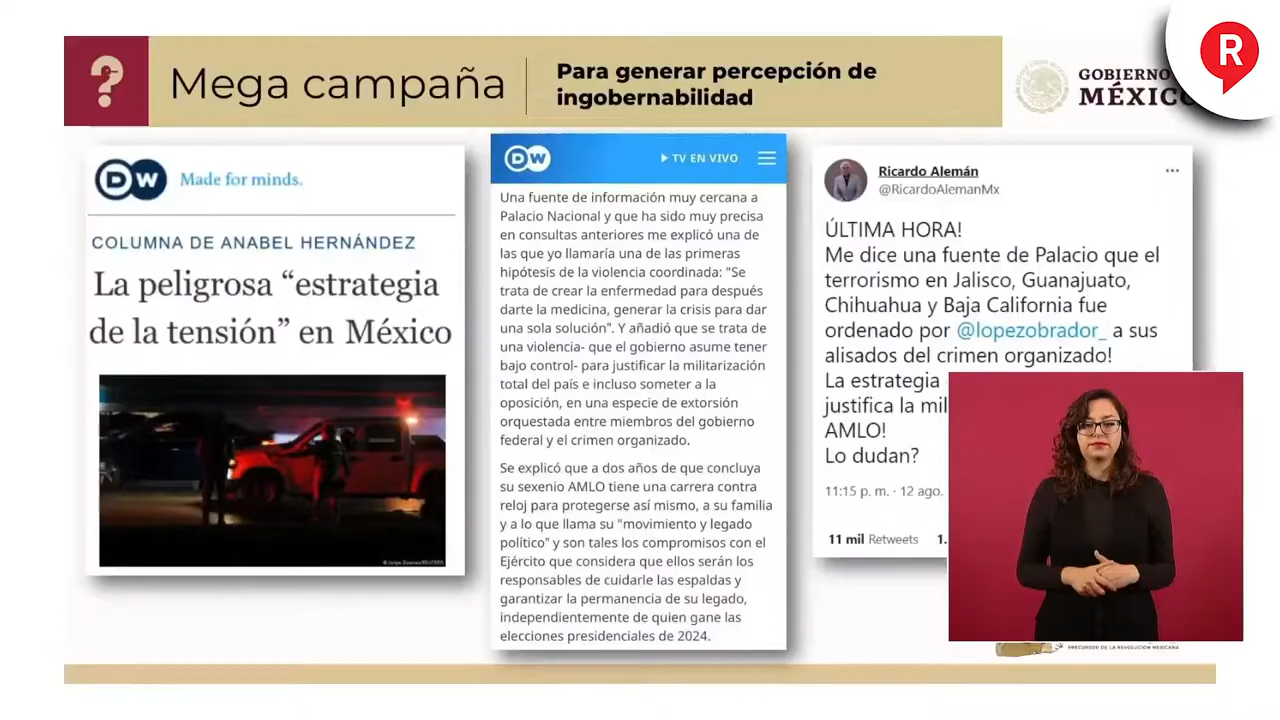 Mega campaña
Para generar percepción de
ingobernabilidad
GOBIERNO
MÉXICO
R
DW
Made for minds.
COLUMNA DE ANABEL HERNÁNDEZ
La peligrosa “estrategia
de la tensión” en México
DW
TV EN VIVO
Una fuente de información muy cercana a
Palacio Nacional y que ha sido muy precisa
en consultas anteriores me explicó una de
las que yo llamaría una de las primeras
hipótesis de la violencia coordinada: "Se
trata de crear la enfermedad para después
darte la medicina, generar la crisis para dar
una sola solución". Y añadió que se trata de
una violencia- que el gobierno asume tener
bajo control- para justificar la militarización
total del país e incluso someter a la
oposición, en una especie de extorsión
orquestada entre miembros del gobierno
federal y el crimen organizado.
Se explicó que a dos años de que concluya
su sexenio AMLO tiene una carrera contra
reloj para protegerse así mismo, a su familia
y a lo que llama su "movimiento y legado
político" y son tales los compromisos con el
Ejército que considera que ellos serán los
responsables de cuidarle las espaldas y
garantizar la permanencia de su legado,
independientemente de quien gane las
elecciones presidenciales de 2024.
Ricardo Alemán
@RicardoAlemanMx
ÚLTIMA HORA!
Me dice una fuente de Palacio que el
terrorismo en Jalisco, Guanajuato,
Chihuahua y Baja California fue
ordenado por @lopezobrador_ a sus
alisados del crimen organizado!
La estrategia
justifica la mil
AMLO!
Lo dudan?
11:15 p. m. · 12 ago.
11 mil Retweets 1.
PRECURSOR DE LA REVOLUCIÓN MEXICANA